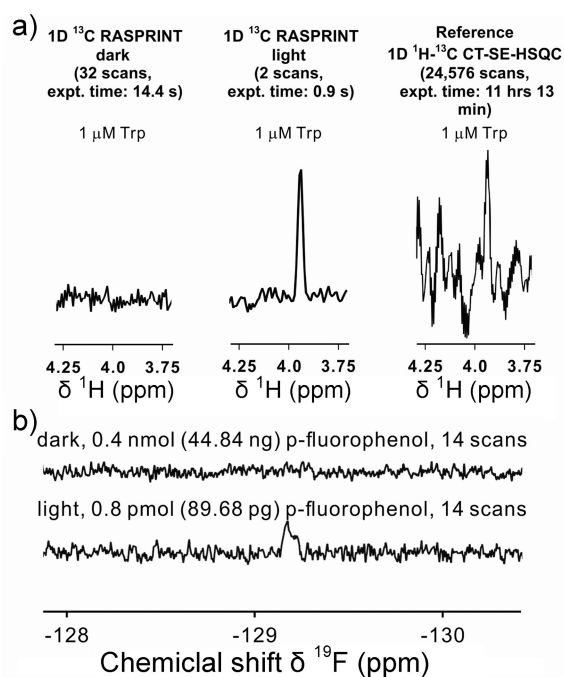 a)
1D ¹³C RASPRINT
dark
(32 scans,
expt. time: 14.4 s)
1 μM Trp
4.25 4.0 3.75
δ ¹H (ppm)
1D ¹³C RASPRINT
light
(2 scans,
expt. time: 0.9 s)
1 μM Trp
4.25 4.0 3.75
δ ¹H (ppm)
Reference
1D ¹H-¹³C CT-SE-HSQC
(24,576 scans,
expt. time: 11 hrs 13
min)
1 μM Trp
4.25 4.0 3.75
δ ¹H (ppm)
b)
dark, 0.4 nmol (44.84 ng) p-fluorophenol, 14 scans
light, 0.8 pmol (89.68 pg) p-fluorophenol, 14 scans
-128 -129 -130
Chemiclal shift δ ¹⁹F (ppm)